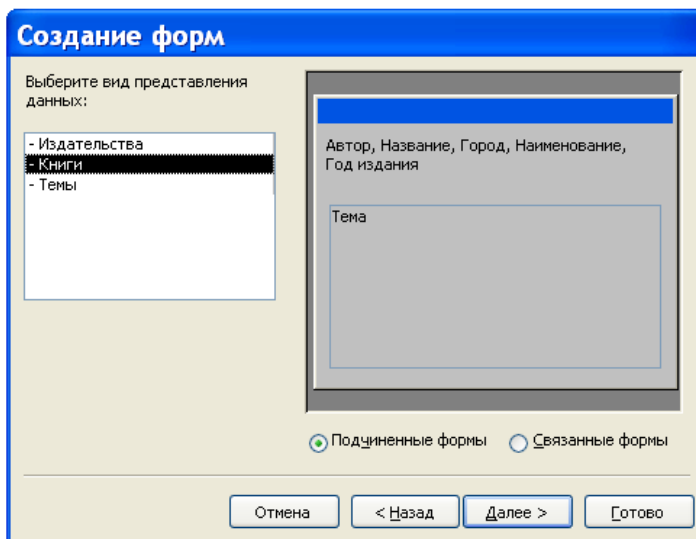 Создание форм
Выберите вид представления
данных:
- Издательства
- Книги
- Темы
Автор, Название, Город, Наименование,
Год издания
Тема
Подчиненные формы
Связанные формы
Отмена
< Назад
Далее >
Готово